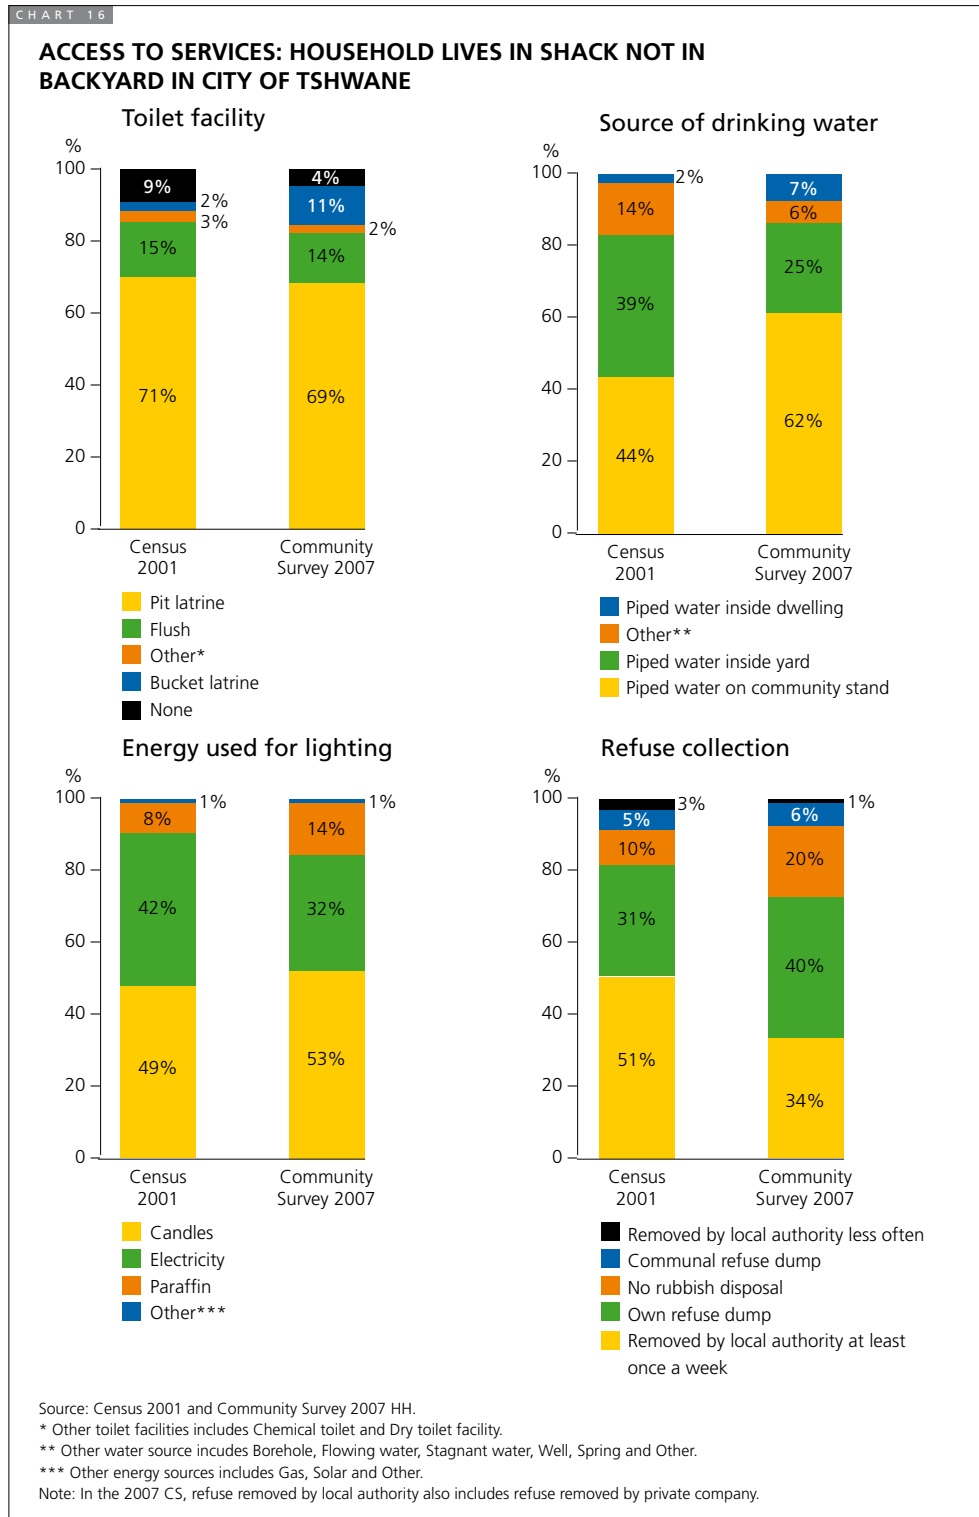 CHART 16
ACCESS TO SERVICES: HOUSEHOLD LIVES IN SHACK NOT IN
BACKYARD IN CITY OF TSHWANE
Toilet facility
%
100
80
60
40
20
0
9%
2%
3%
15%
71%
4%
11%
2%
14%
69%
Census
2001
Community
Survey 2007
Pit latrine
Flush
Other*
Bucket latrine
None
Source of drinking water
%
100
80
60
40
20
0
2%
14%
39%
44%
7%
6%
25%
62%
Census
2001
Community
Survey 2007
Piped water inside dwelling
Other**
Piped water inside yard
Piped water on community stand
Energy used for lighting
%
100
80
60
40
20
0
1%
8%
42%
49%
1%
14%
32%
53%
Census
2001
Community
Survey 2007
Candles
Electricity
Paraffin
Other***
Refuse collection
%
100
80
60
40
20
0
3%
5%
10%
31%
51%
1%
6%
20%
40%
34%
Census
2001
Community
Survey 2007
Removed by local authority less often
Communal refuse dump
No rubbish disposal
Own refuse dump
Removed by local authority at least
once a week
Source: Census 2001 and Community Survey 2007 HH.
* Other toilet facilities includes Chemical toilet and Dry toilet facility.
** Other water source incudes Borehole, Flowing water, Stagnant water, Well, Spring and Other.
*** Other energy sources includes Gas, Solar and Other.
Note: In the 2007 CS, refuse removed by local authority also includes refuse removed by private company.